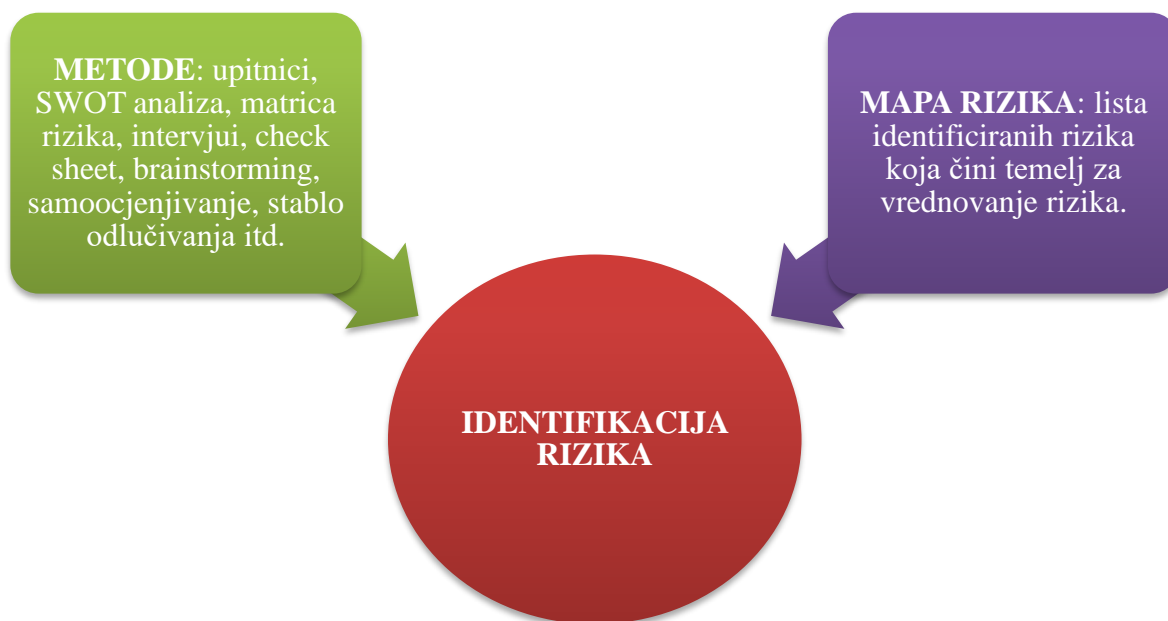 METODE: upitnici,
SWOT analiza, matrica
rizika, intervjui, check
sheet, brainstorming,
samoocjenjivanje, stablo
odlučivanja itd.
MAPA RIZIKA: lista
identificiranih rizika
koja čini temelj za
vrednovanje rizika.
IDENTIFIKACIJA
RIZIKA